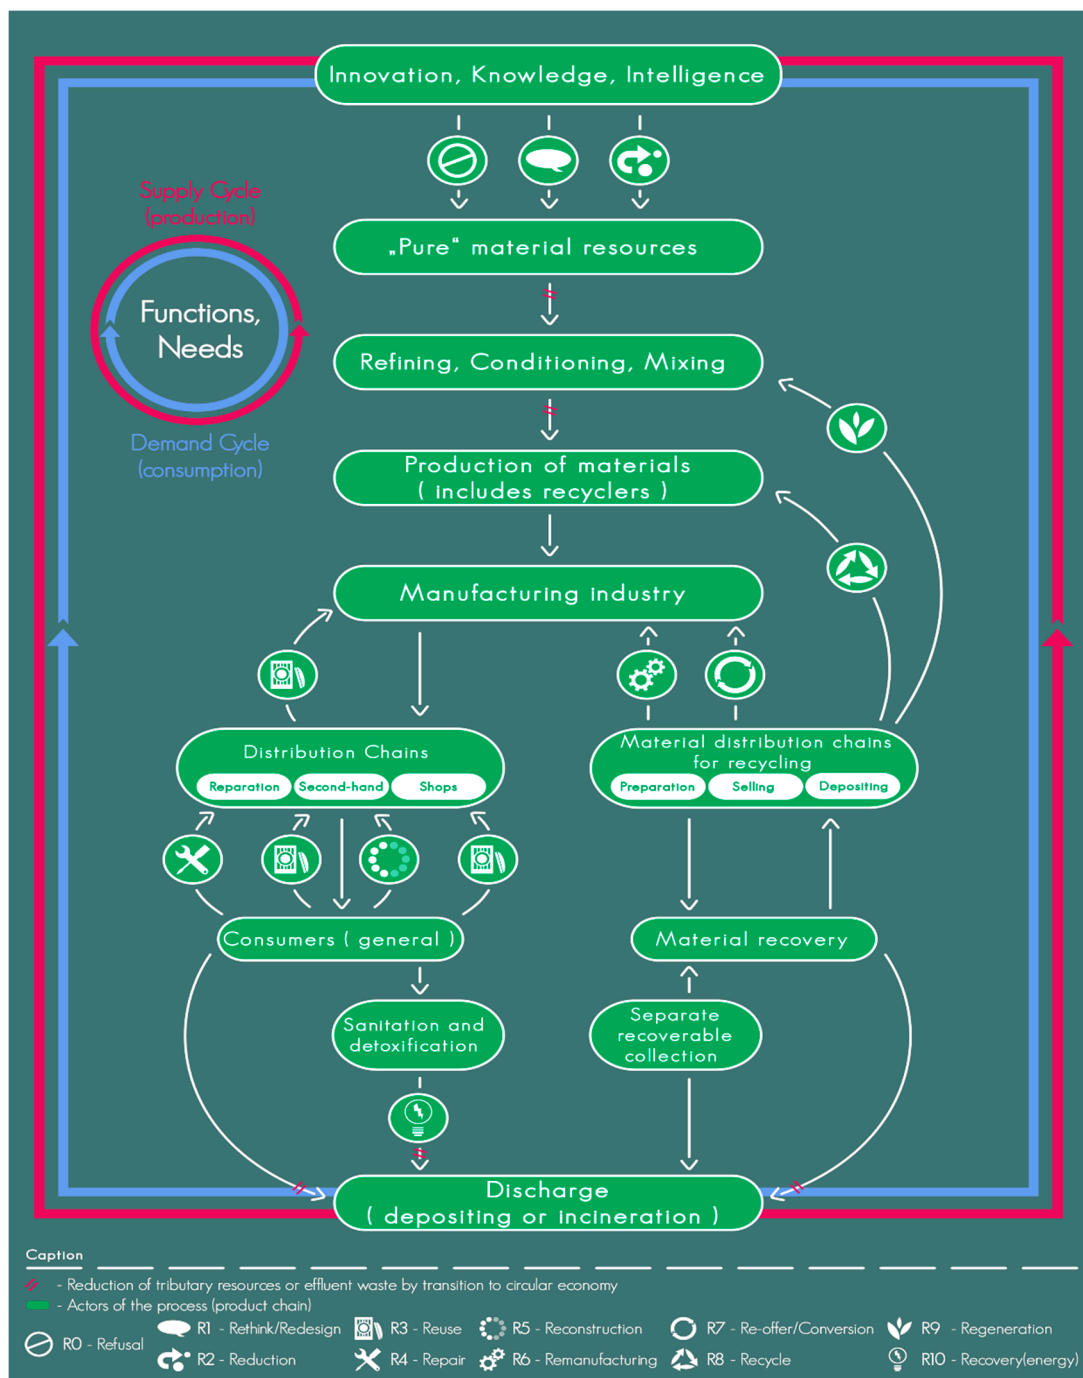 Innovation, Knowledge, Intelligence
Supply Cycle
(production)
Functions,
Needs
Demand Cycle
(consumption)
„Pure“ material resources
Refining, Conditioning, Mixing
Production of materials
( includes recyclers )
Manufacturing industry
Distribution Chains
Reparation
Second-hand
Shops
Material distribution chains
for recycling
Preparation
Selling
Depositing
Consumers ( general )
Material recovery
Sanitation and
detoxification
Separate
recoverable
collection
Discharge
( depositing or incineration )
Caption
- Reduction of tributary resources or effluent waste by transition to circular economy
- Actors of the process (product chain)
R0 - Refusal
R1 - Rethink/Redesign
R2 - Reduction
R3 - Reuse
R4 - Repair
R5 - Reconstruction
R6 - Remanufacturing
R7 - Re-offer/Conversion
R8 - Recycle
R9 - Regeneration
R10 - Recovery(energy)